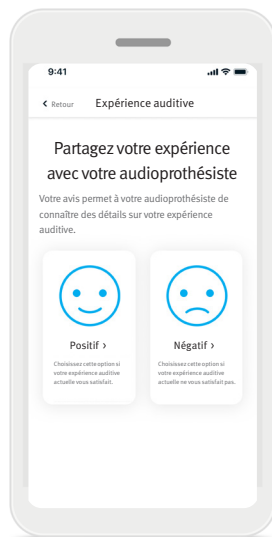 9:41
Retour Expérience auditive
Partagez votre expérience
avec votre audioprothésiste
Votre avis permet à votre audioprothésiste de
connaître des détails sur votre expérience
auditive.
Positif ›
Choisissez cette option si
votre expérience auditive
actuelle vous satisfait.
Négatif ›
Choisissez cette option si
votre expérience auditive
actuelle ne vous satisfait pas.